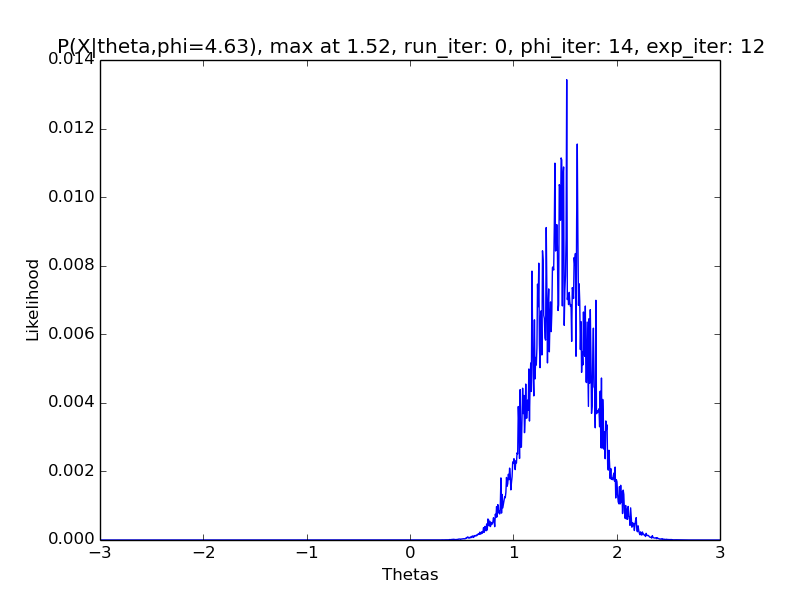 P(X|theta,phi=4.63), max at 1.52, run_iter: 0, phi_iter: 14, exp_iter: 12
0.014
0.012
0.010
0.008
0.006
0.004
0.002
0.000
Likelihood
−3 −2 −1 0 1 2 3
Thetas